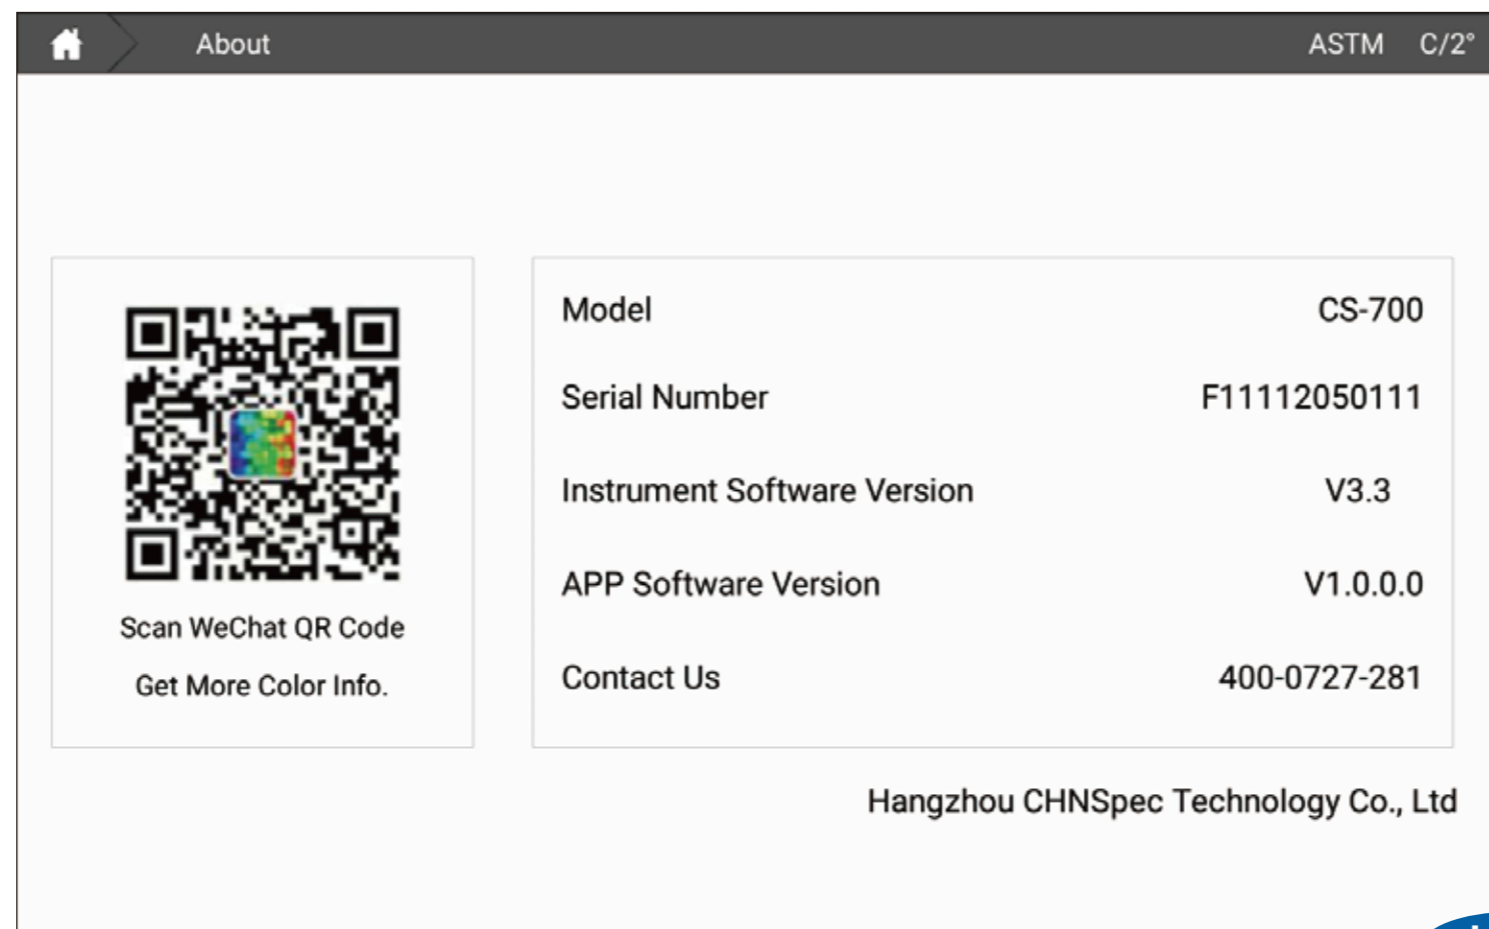 About ASTM C/2°
Model CS-700
Serial Number F11112050111
Instrument Software Version V3.3
APP Software Version V1.0.0.0
Contact Us 400-0727-281
Scan WeChat QR Code
Get More Color Info.
Hangzhou CHNSpec Technology Co., Ltd